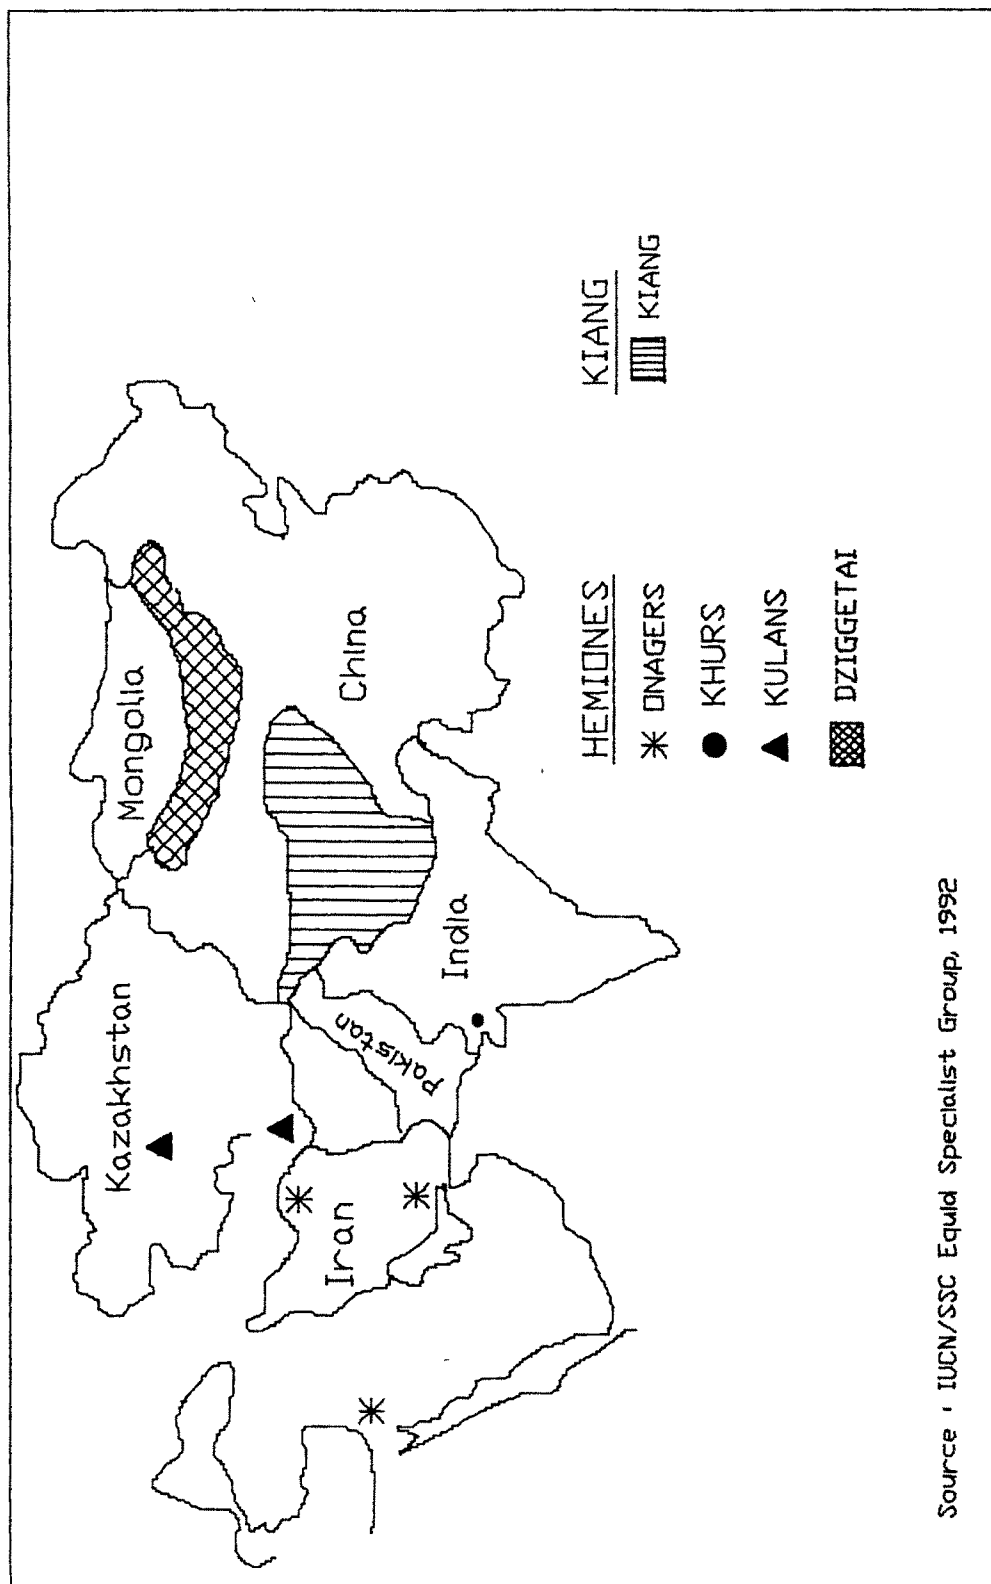 Kazakhstan
Mongolia
China
Iran
Pakistan
India
HEMIONES
ONAGERS
KHURS
KULANS
DZIGGETAI
KIANG
KIANG
Source : IUCN/SSC Equid Specialist Group, 1992